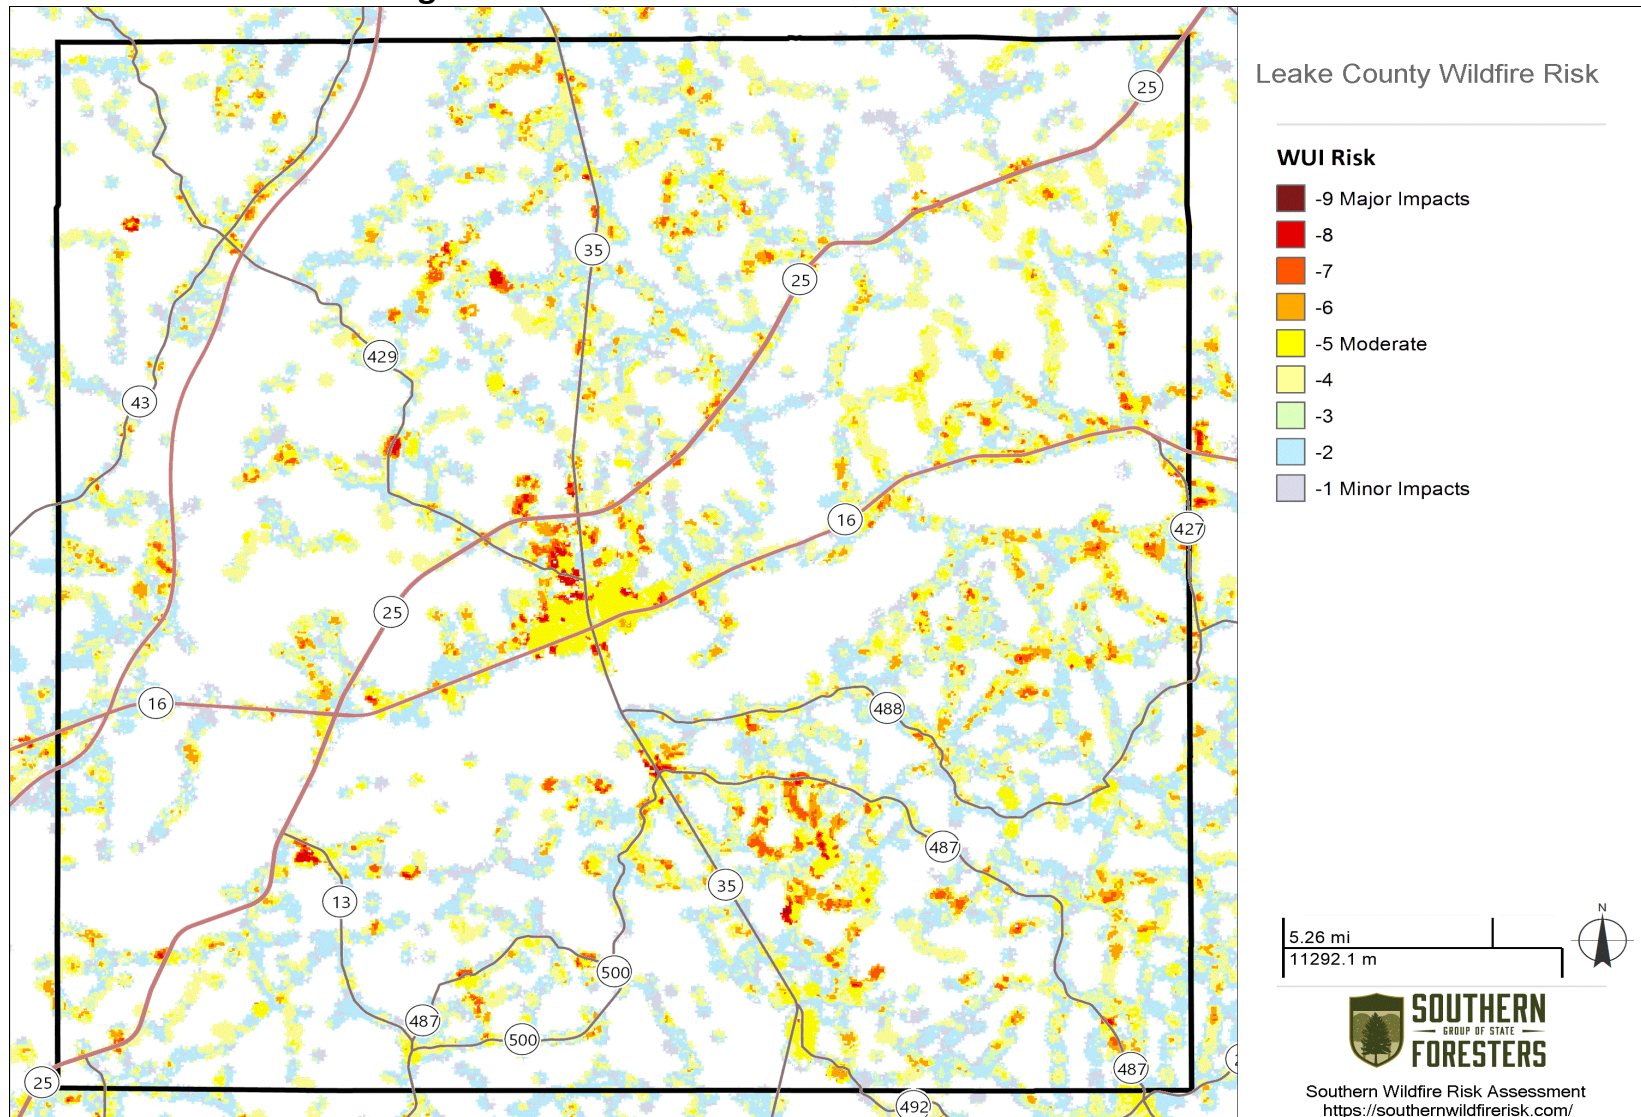 Leake County Wildfire Risk
WUI Risk
-9 Major Impacts
-8
-7
-6
-5 Moderate
-4
-3
-2
-1 Minor Impacts
25
35
25
429
43
16
427
25
16
488
487
13
35
500
487
500
25
487
492
N
5.26 mi
11292.1 m
SOUTHERN
GROUP OF STATE
FORESTERS
Southern Wildfire Risk Assessment
https://southernwildfirerisk.com/